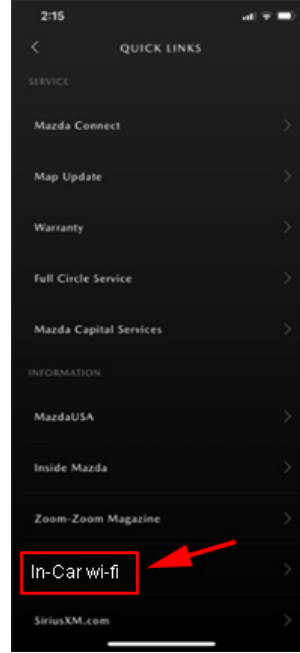 2:15
QUICK LINKS
SERVICE
Mazda Connect
Map Update
Warranty
Full Circle Service
Mazda Capital Services
INFORMATION
MazdaUSA
Inside Mazda
Zoom-Zoom Magazine
In-Car wi-fi
SiriusXM.com